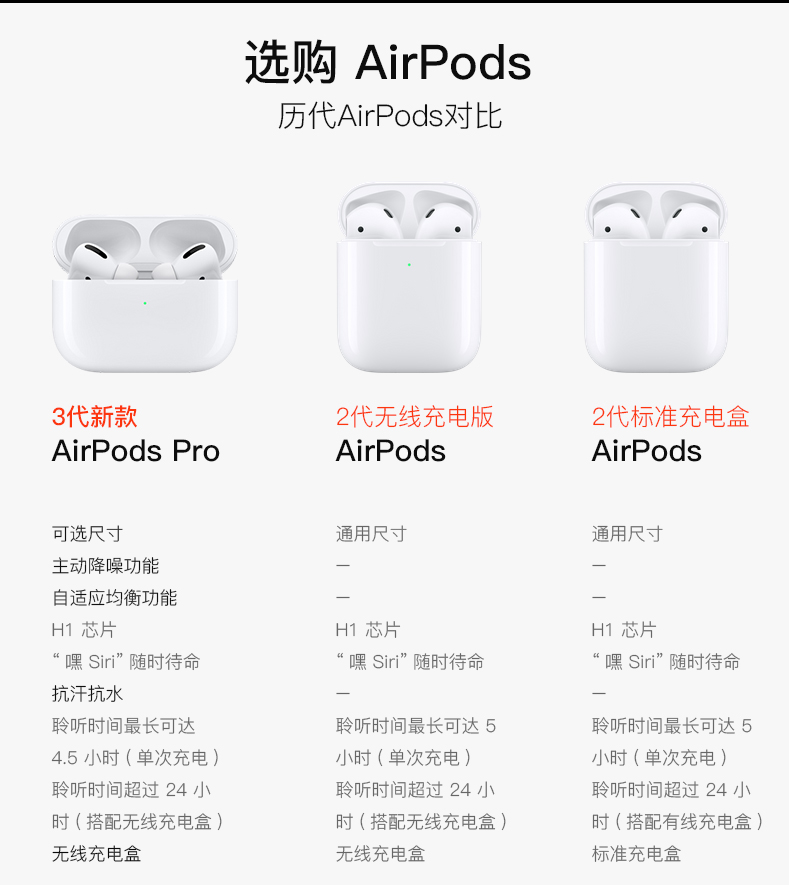 选购 AirPods
历代AirPods对比
3代新款
AirPods Pro
可选尺寸
主动降噪功能
自适应均衡功能
H1 芯片
“ 嘿 Siri” 随时待命
抗汗抗水
聆听时间最长可达
4.5 小时 ( 单次充电 )
聆听时间超过 24 小
时 ( 搭配无线充电盒 )
无线充电盒
2代无线充电版
AirPods
通用尺寸
—
—
H1 芯片
“ 嘿 Siri” 随时待命
—
聆听时间最长可达 5
小时 ( 单次充电 )
聆听时间超过 24 小
时 ( 搭配无线充电盒 )
无线充电盒
2代标准充电盒
AirPods
通用尺寸
—
—
H1 芯片
“ 嘿 Siri” 随时待命
—
聆听时间最长可达 5
小时 ( 单次充电 )
聆听时间超过 24 小
时 ( 搭配有线充电盒 )
标准充电盒